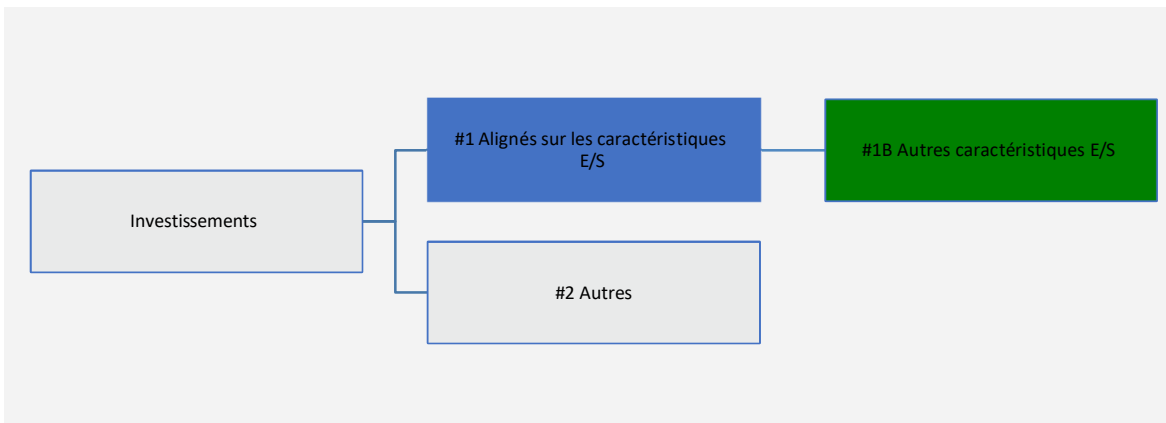 #1 Alignés sur les caractéristiques
E/S
#1B Autres caractéristiques E/S
Investissements
#2 Autres